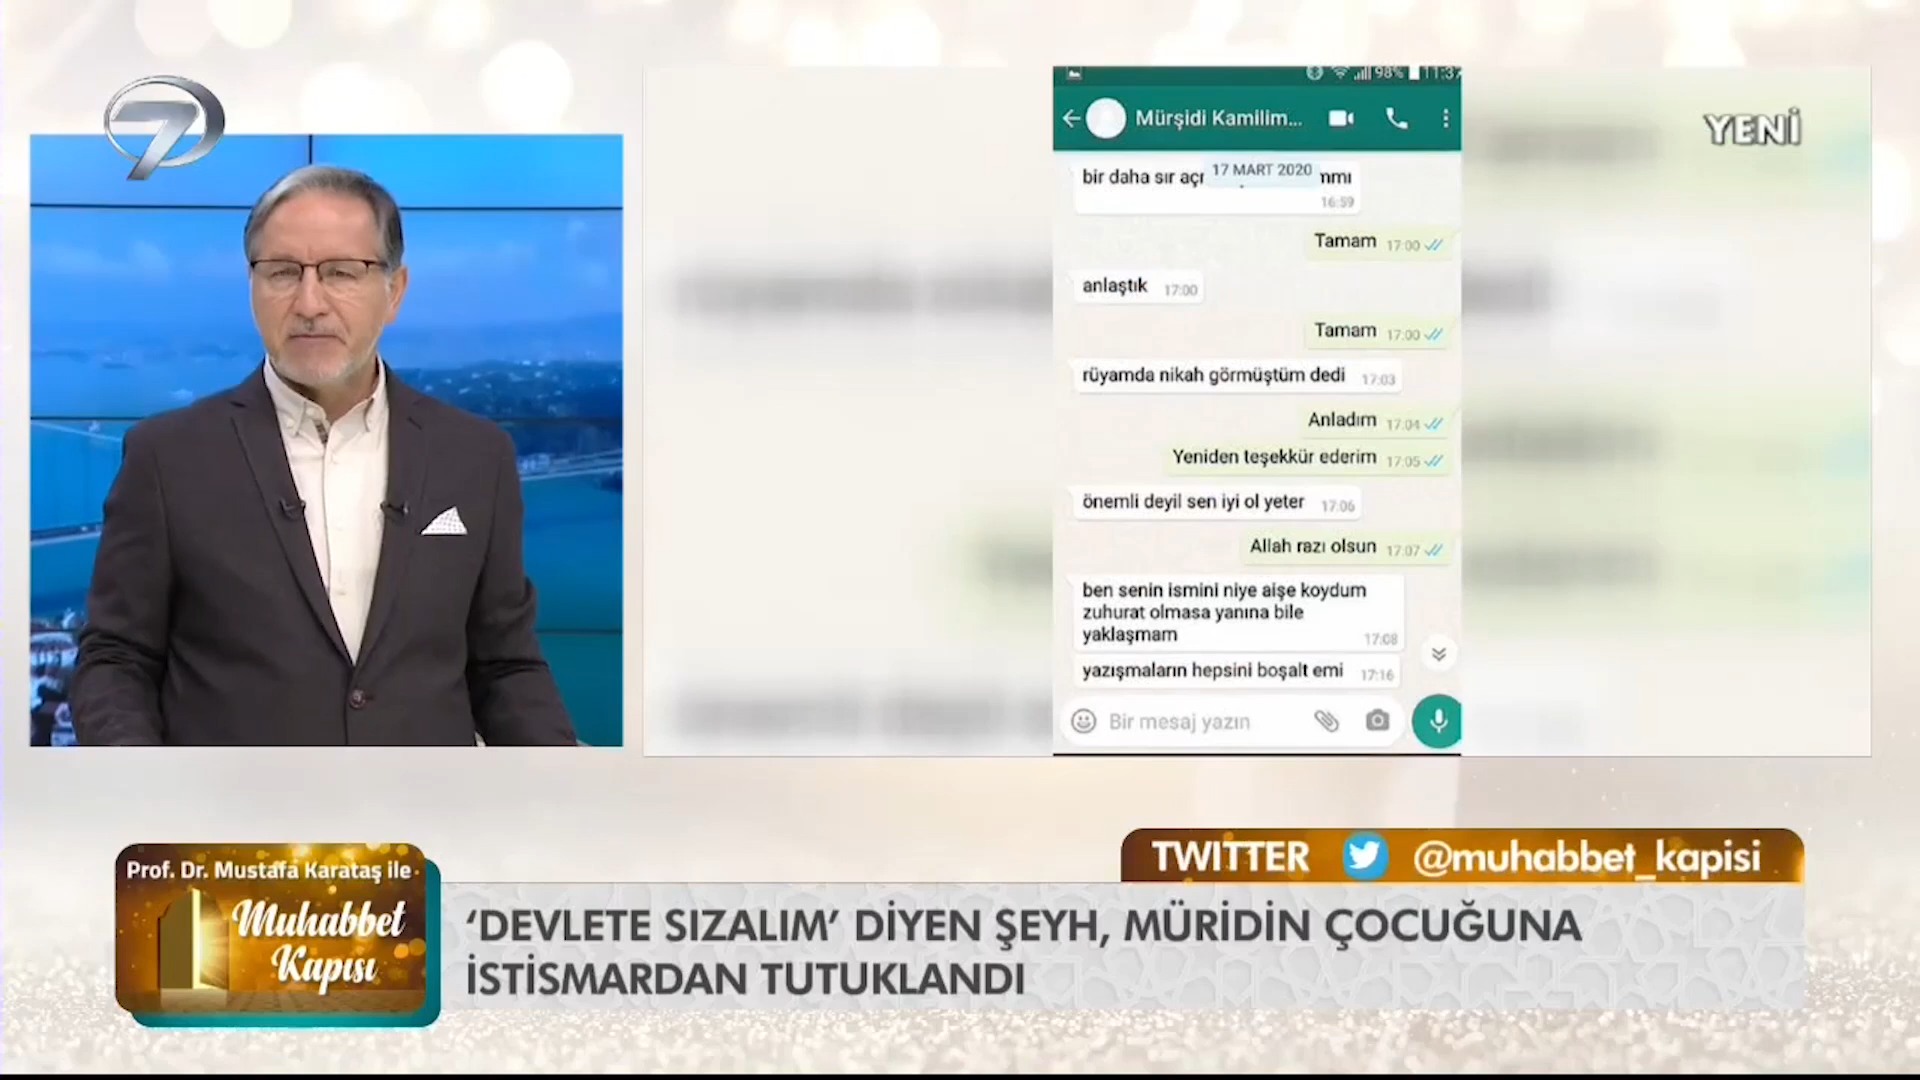 7
YENİ
11:37
98%
Mürşidi Kamilim...
17 MART 2020
bir daha sır
16:59
Tamam 17:00
anlaştık 17:00
Tamam 17:00
rüyamda nikah görmüştüm dedi 17:03
Anladım 17:04
Yeniden teşekkür ederim 17:05
önemli deyil sen iyi ol yeter 17:06
Allah razı olsun 17:07
ben senin ismini niye aişe koydum
zuhurat olmasa yanına bile
yaklaşmam 17:08
yazışmaların hepsini boşalt emi 17:16
Bir mesaj yazın
TWITTER @muhabbet_kapisi
Prof. Dr. Mustafa Karataş ile
Muhabbet
Kapısı
‘DEVLETE SIZALIM’ DİYEN ŞEYH, MÜRİDİN ÇOCUĞUNA
İSTİSMARDAN TUTUKLANDI